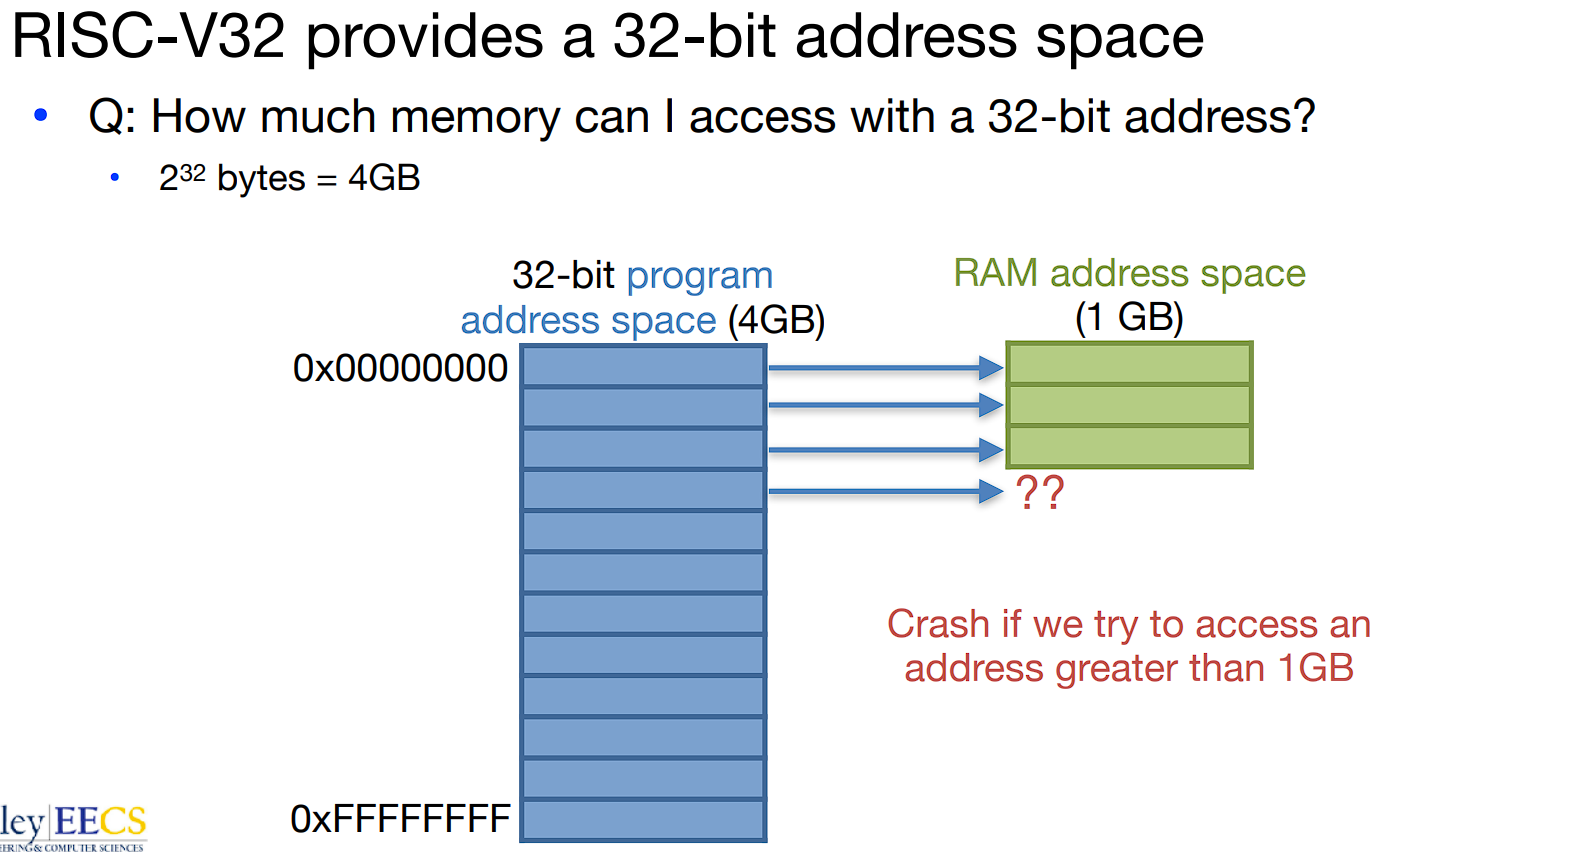 RISC-V32 provides a 32-bit address space
• Q: How much memory can I access with a 32-bit address?
• 2³² bytes = 4GB
32-bit program
address space (4GB)
RAM address space
(1 GB)
0x00000000
??
Crash if we try to access an
address greater than 1GB
0xFFFFFFFF
ley EECS
ERING & COMPUTER SCIENCES